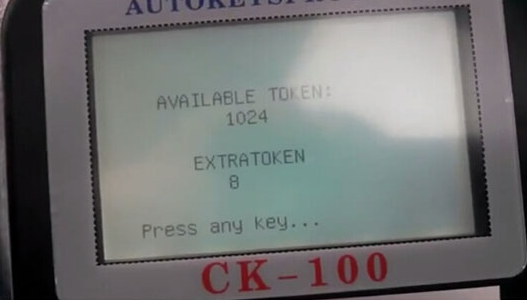 AVAILABLE TOKEN:
1024
EXTRATOKEN
8
Press any key...
CK-100